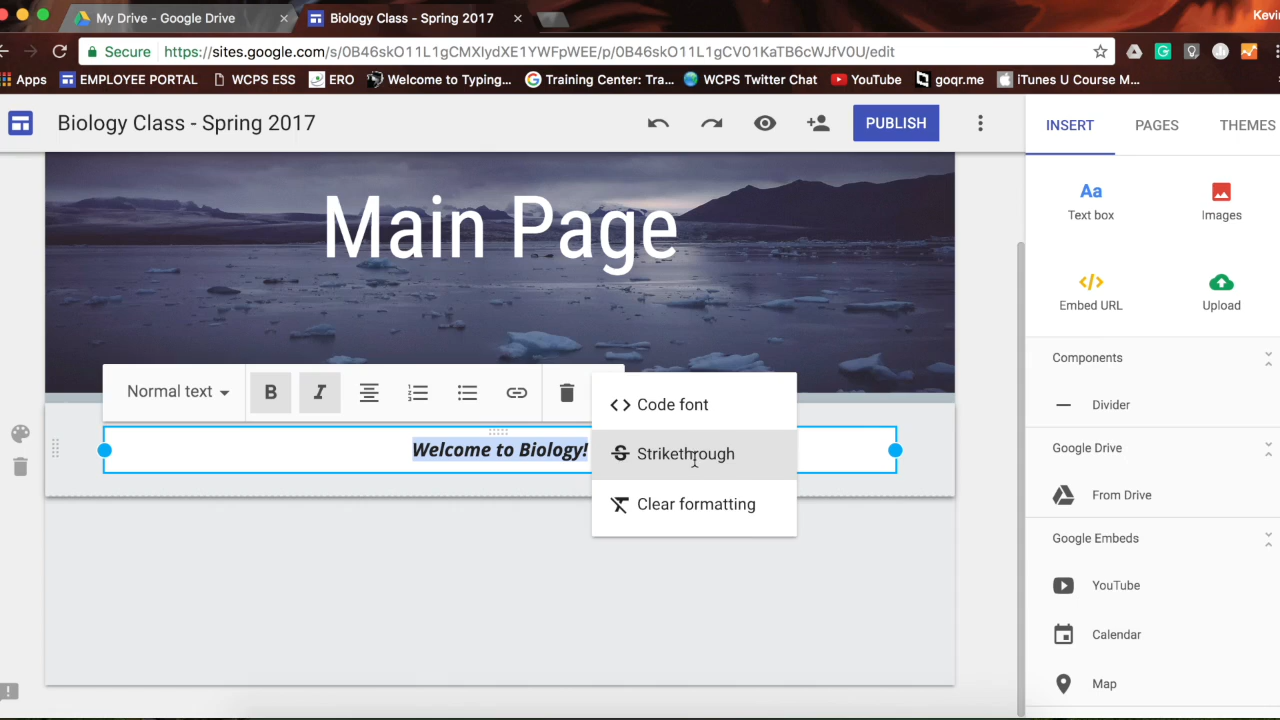 My Drive - Google Drive
Biology Class - Spring 2017
Kevin
Secure
https://sites.google.com/s/0B46skO11L1gCMXIydXE1YWFpWEE/p/0B46skO11L1gCV01KaTB6cWJfV0U/edit
Apps
EMPLOYEE PORTAL
WCPS ESS
ERO
Welcome to Typing...
Training Center: Tra...
WCPS Twitter Chat
YouTube
goqr.me
iTunes U Course M...
Biology Class - Spring 2017
PUBLISH
INSERT
PAGES
THEMES
Main Page
Aa
Text box
Images
Embed URL
Upload
Components
Divider
Google Drive
From Drive
Google Embeds
YouTube
Calendar
Map
Normal text
B
I
Code font
Strikethrough
Clear formatting
Welcome to Biology!